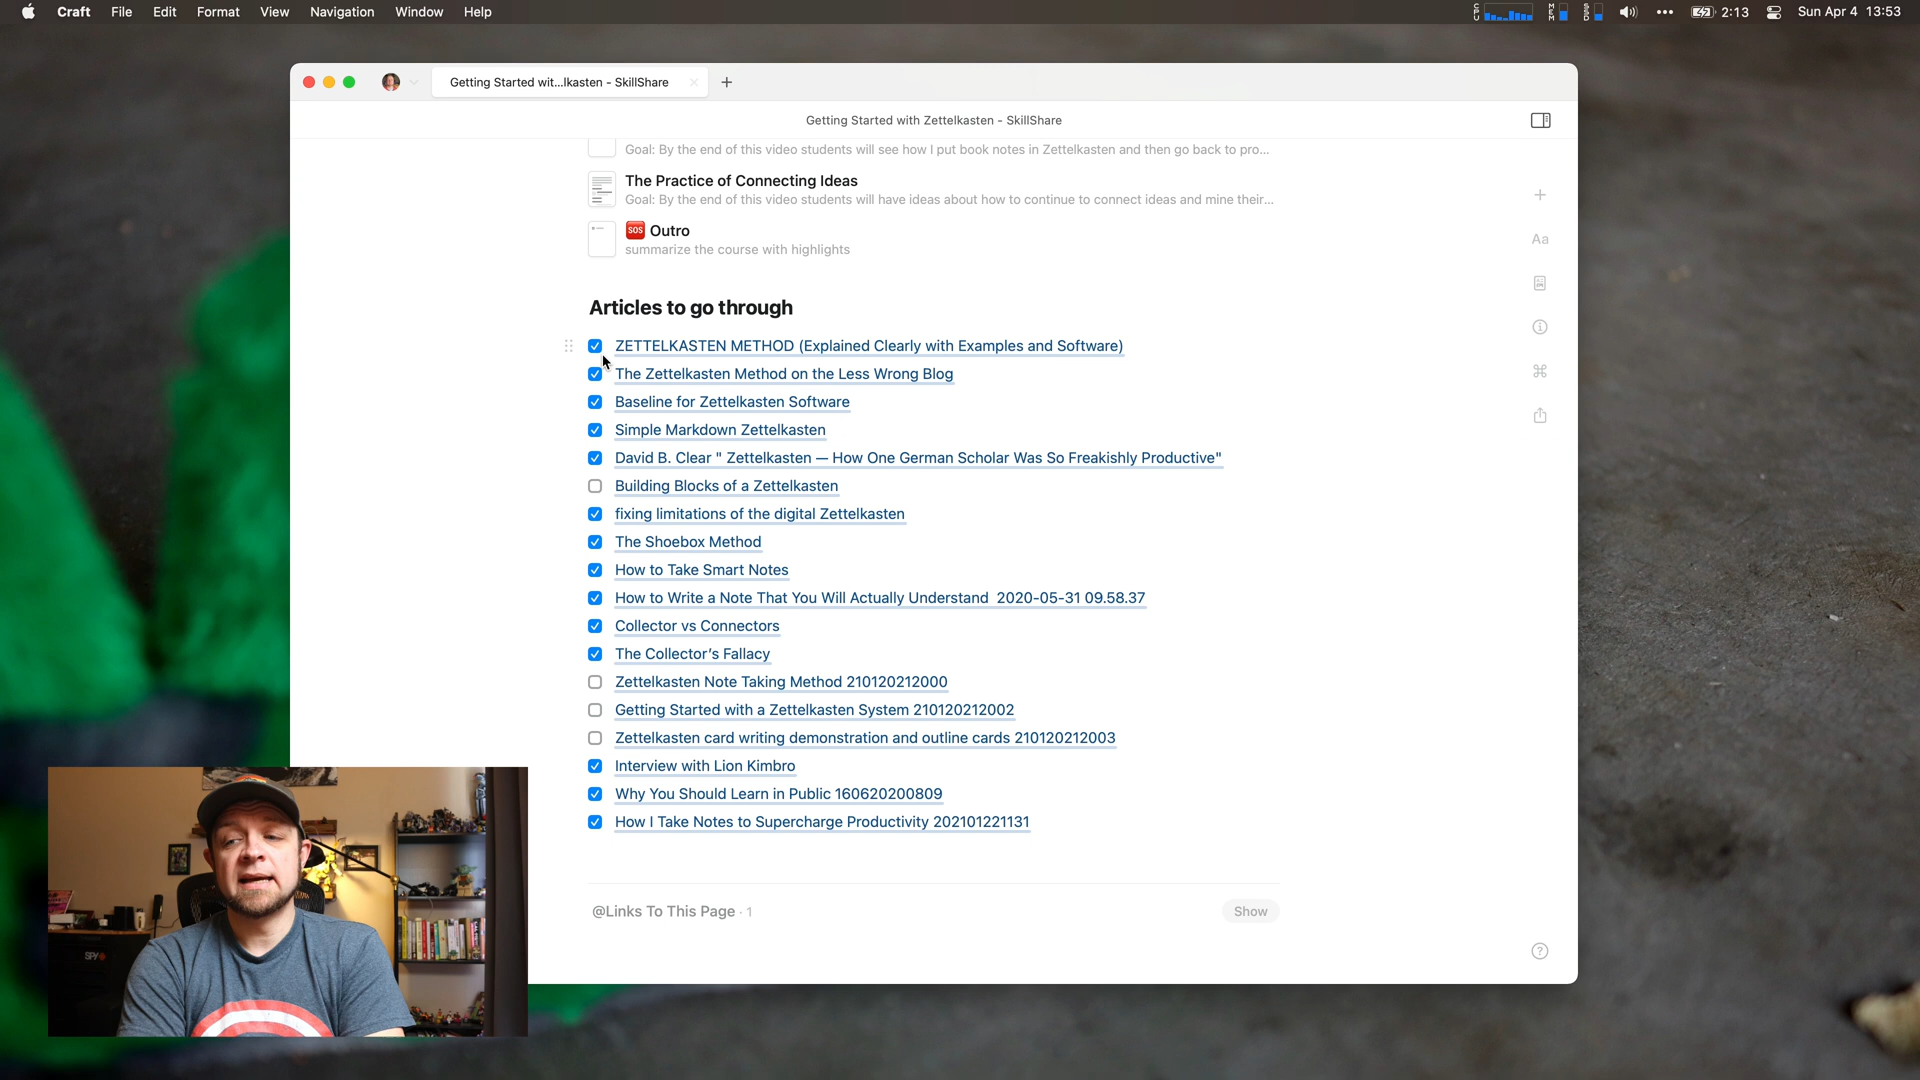 Craft File Edit Format View Navigation Window Help
CPU MEM SSD 2:13 Sun Apr 4 13:53
Getting Started wit...lkasten - SkillShare
Getting Started with Zettelkasten - SkillShare
Goal: By the end of this video students will see how I put book notes in Zettelkasten and then go back to pro...
The Practice of Connecting Ideas
Goal: By the end of this video students will have ideas about how to continue to connect ideas and mine their...
SOS Outro
summarize the course with highlights
Aa
Articles to go through
ZETTELKASTEN METHOD (Explained Clearly with Examples and Software)
The Zettelkasten Method on the Less Wrong Blog
Baseline for Zettelkasten Software
Simple Markdown Zettelkasten
David B. Clear " Zettelkasten — How One German Scholar Was So Freakishly Productive"
Building Blocks of a Zettelkasten
fixing limitations of the digital Zettelkasten
The Shoebox Method
How to Take Smart Notes
How to Write a Note That You Will Actually Understand  2020-05-31 09.58.37
Collector vs Connectors
The Collector's Fallacy
Zettelkasten Note Taking Method 210120212000
Getting Started with a Zettelkasten System 210120212002
Zettelkasten card writing demonstration and outline cards 210120212003
Interview with Lion Kimbro
Why You Should Learn in Public 160620200809
How I Take Notes to Supercharge Productivity 202101221131
@Links To This Page · 1
Show
SPY